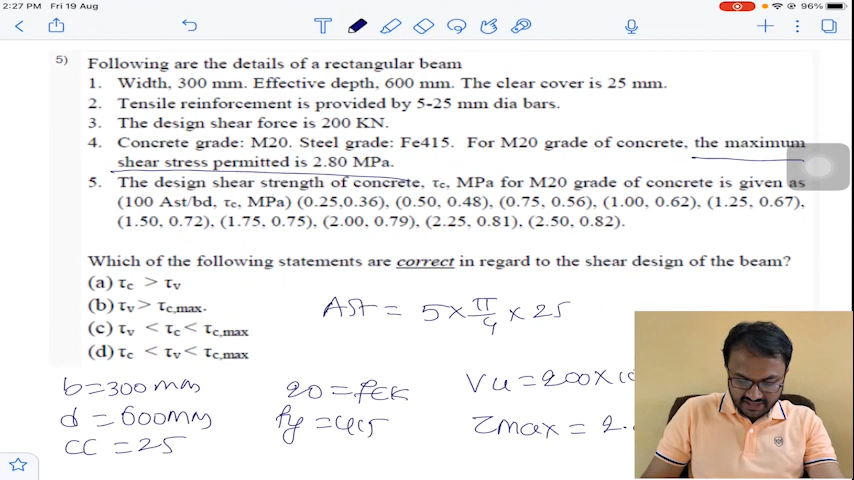 2:27 PM Fri 19 Aug
96%
5) Following are the details of a rectangular beam
1. Width, 300 mm. Effective depth, 600 mm. The clear cover is 25 mm.
2. Tensile reinforcement is provided by 5-25 mm dia bars.
3. The design shear force is 200 KN.
4. Concrete grade: M20. Steel grade: Fe415. For M20 grade of concrete, the maximum
shear stress permitted is 2.80 MPa.
5. The design shear strength of concrete, τc, MPa for M20 grade of concrete is given as
(100 Ast/bd, τc, MPa) (0.25,0.36), (0.50, 0.48), (0.75, 0.56), (1.00, 0.62), (1.25, 0.67),
(1.50, 0.72), (1.75, 0.75), (2.00, 0.79), (2.25, 0.81), (2.50, 0.82).
Which of the following statements are correct in regard to the shear design of the beam?
(a) τc > τv
(b) τv > τc,max.
(c) τv < τc < τc,max
(d) τc < τv < τc,max
Ast = 5 × π/4 × 25
b = 300 mm
d = 600 mm
CC = 25
20 = fck
fy = 415
Vu = 200 × 10
τmax = 2.